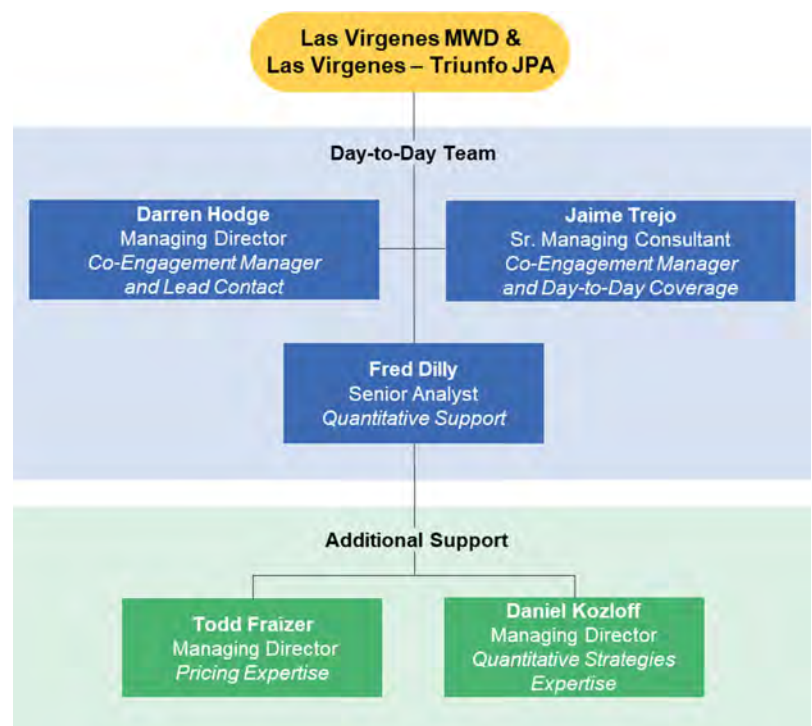 Las Virgenes MWD &
Las Virgenes – Triunfo JPA
Day-to-Day Team
Darren Hodge
Managing Director
Co-Engagement Manager
and Lead Contact
Jaime Trejo
Sr. Managing Consultant
Co-Engagement Manager
and Day-to-Day Coverage
Fred Dilly
Senior Analyst
Quantitative Support
Additional Support
Todd Fraizer
Managing Director
Pricing Expertise
Daniel Kozloff
Managing Director
Quantitative Strategies
Expertise